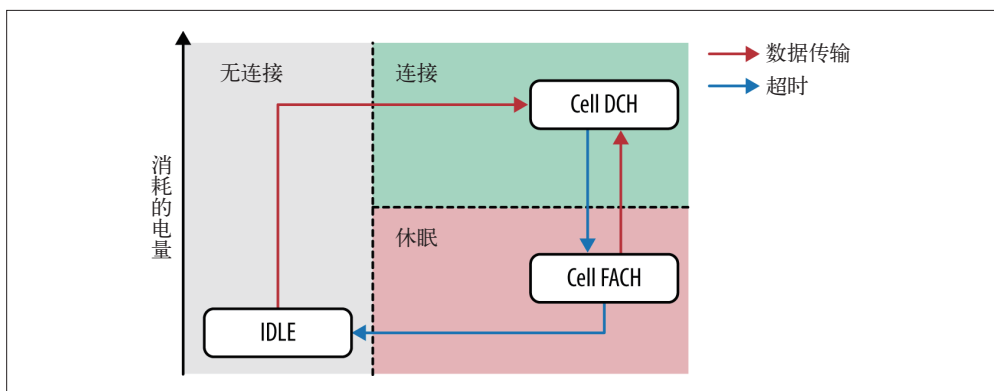 无连接
连接
数据传输
超时
Cell DCH
消耗的电量
休眠
Cell FACH
IDLE